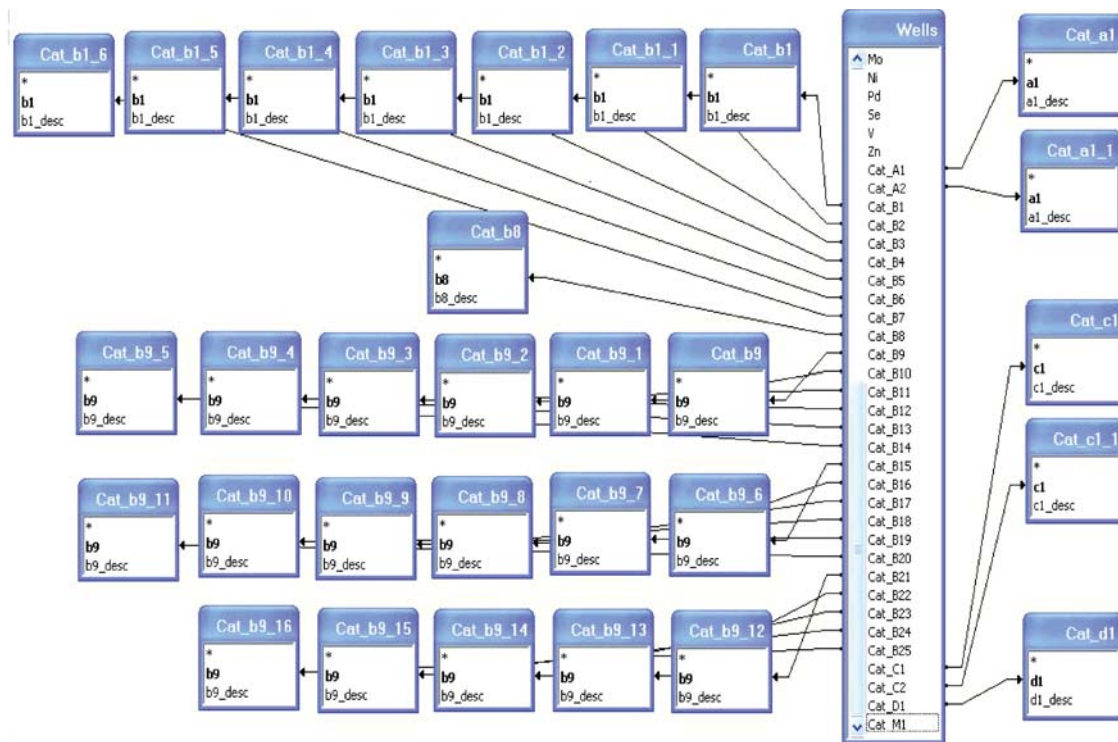 Cat_b1_6
*
b1
b1_desc
Cat_b1_5
*
b1
b1_desc
Cat_b1_4
*
b1
b1_desc
Cat_b1_3
*
b1
b1_desc
Cat_b1_2
*
b1
b1_desc
Cat_b1_1
*
b1
b1_desc
Cat_b1
*
b1
b1_desc
Cat_b8
*
b8
b8_desc
Cat_b9_5
*
b9
b9_desc
Cat_b9_4
*
b9
b9_desc
Cat_b9_3
*
b9
b9_desc
Cat_b9_2
*
b9
b9_desc
Cat_b9_1
*
b9
b9_desc
Cat_b9
*
b9
b9_desc
Cat_b9_11
*
b9
b9_desc
Cat_b9_10
*
b9
b9_desc
Cat_b9_9
*
b9
b9_desc
Cat_b9_8
*
b9
b9_desc
Cat_b9_7
*
b9
b9_desc
Cat_b9_6
*
b9
b9_desc
Cat_b9_16
*
b9
b9_desc
Cat_b9_15
*
b9
b9_desc
Cat_b9_14
*
b9
b9_desc
Cat_b9_13
*
b9
b9_desc
Cat_b9_12
*
b9
b9_desc
Wells
Mo
Ni
Pd
Se
V
Zn
Cat_A1
Cat_A2
Cat_B1
Cat_B2
Cat_B3
Cat_B4
Cat_B5
Cat_B6
Cat_B7
Cat_B8
Cat_B9
Cat_B10
Cat_B11
Cat_B12
Cat_B13
Cat_B14
Cat_B15
Cat_B16
Cat_B17
Cat_B18
Cat_B19
Cat_B20
Cat_B21
Cat_B22
Cat_B23
Cat_B24
Cat_B25
Cat_C1
Cat_C2
Cat_D1
Cat_M1
Cat_a1
*
a1
a1_desc
Cat_a1_1
*
a1
a1_desc
Cat_c1
*
c1
c1_desc
Cat_c1_1
*
c1
c1_desc
Cat_d1
*
d1
d1_desc